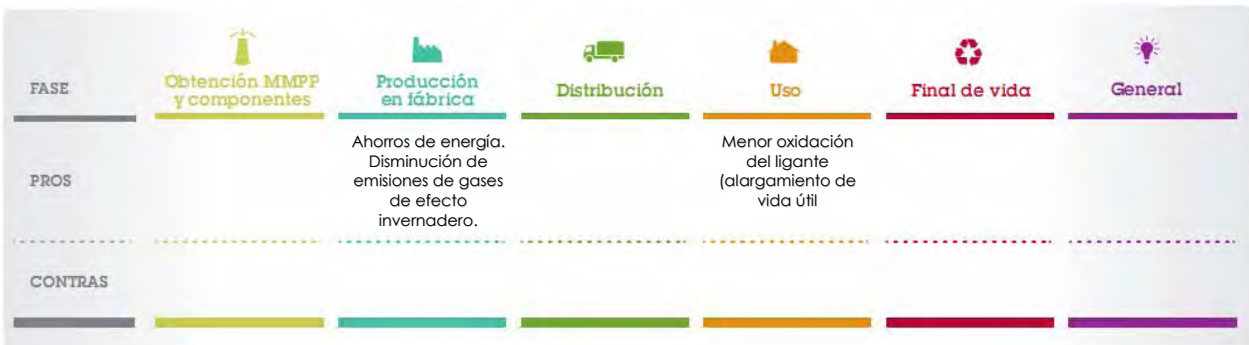 FASE
Obtención MMPP
y componentes
Producción
en fábrica
Distribución
Uso
Final de vida
General
PROS
Ahorros de energía.
Disminución de
emisiones de gases
de efecto
invernadero.
Menor oxidación
del ligante
(alargamiento de
vida útil
CONTRAS